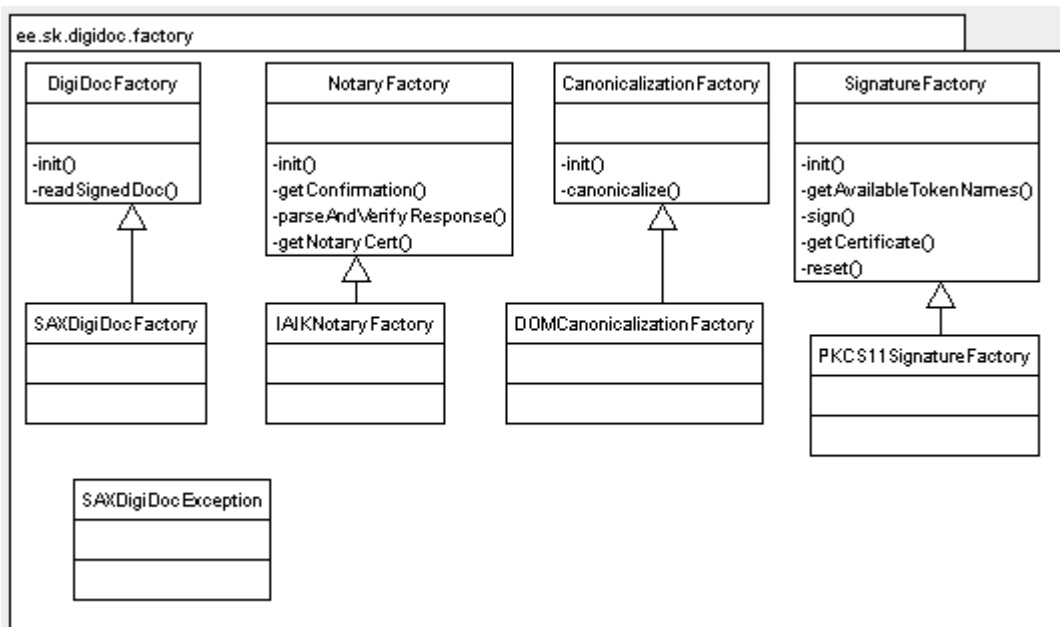 ee.sk.digidoc.factory
DigiDocFactory
-init()
-readSignedDoc()
NotaryFactory
-init()
-getConfirmation()
-parseAndVerifyResponse()
-getNotaryCert()
CanonicalizationFactory
-init()
-canonicalize()
SignatureFactory
-init()
-getAvailableTokenNames()
-sign()
-getCertificate()
-reset()
SAXDigiDocFactory
IAIKNotaryFactory
DOMCanonicalizationFactory
PKCS11SignatureFactory
SAXDigiDocException